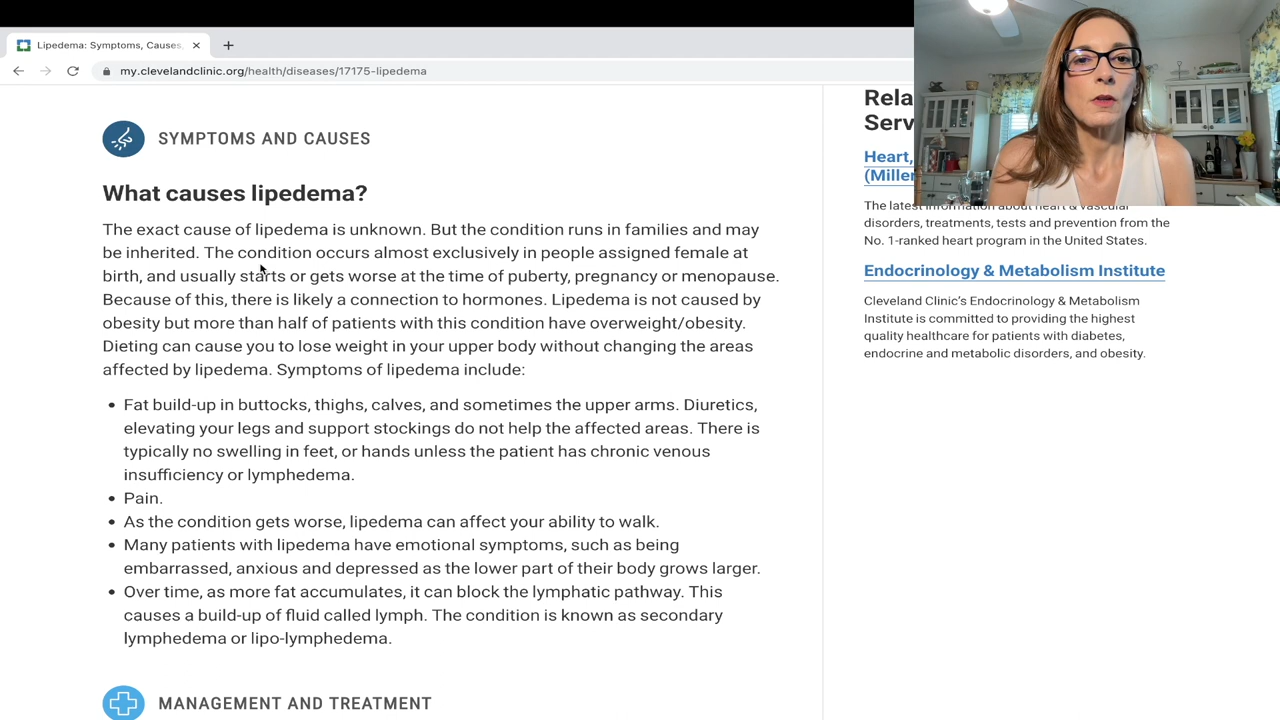 Lipedema: Symptoms, Causes,
my.clevelandclinic.org/health/diseases/17175-lipedema
SYMPTOMS AND CAUSES
What causes lipedema?
The exact cause of lipedema is unknown. But the condition runs in families and may
be inherited. The condition occurs almost exclusively in people assigned female at
birth, and usually starts or gets worse at the time of puberty, pregnancy or menopause.
Because of this, there is likely a connection to hormones. Lipedema is not caused by
obesity but more than half of patients with this condition have overweight/obesity.
Dieting can cause you to lose weight in your upper body without changing the areas
affected by lipedema. Symptoms of lipedema include:
• Fat build-up in buttocks, thighs, calves, and sometimes the upper arms. Diuretics,
elevating your legs and support stockings do not help the affected areas. There is
typically no swelling in feet, or hands unless the patient has chronic venous
insufficiency or lymphedema.
• Pain.
• As the condition gets worse, lipedema can affect your ability to walk.
• Many patients with lipedema have emotional symptoms, such as being
embarrassed, anxious and depressed as the lower part of their body grows larger.
• Over time, as more fat accumulates, it can block the lymphatic pathway. This
causes a build-up of fluid called lymph. The condition is known as secondary
lymphedema or lipo-lymphedema.
MANAGEMENT AND TREATMENT
Rela
Serv
Heart,
(Miller
The latest information about heart & vascular
disorders, treatments, tests and prevention from the
No. 1-ranked heart program in the United States.
Endocrinology & Metabolism Institute
Cleveland Clinic's Endocrinology & Metabolism
Institute is committed to providing the highest
quality healthcare for patients with diabetes,
endocrine and metabolic disorders, and obesity.